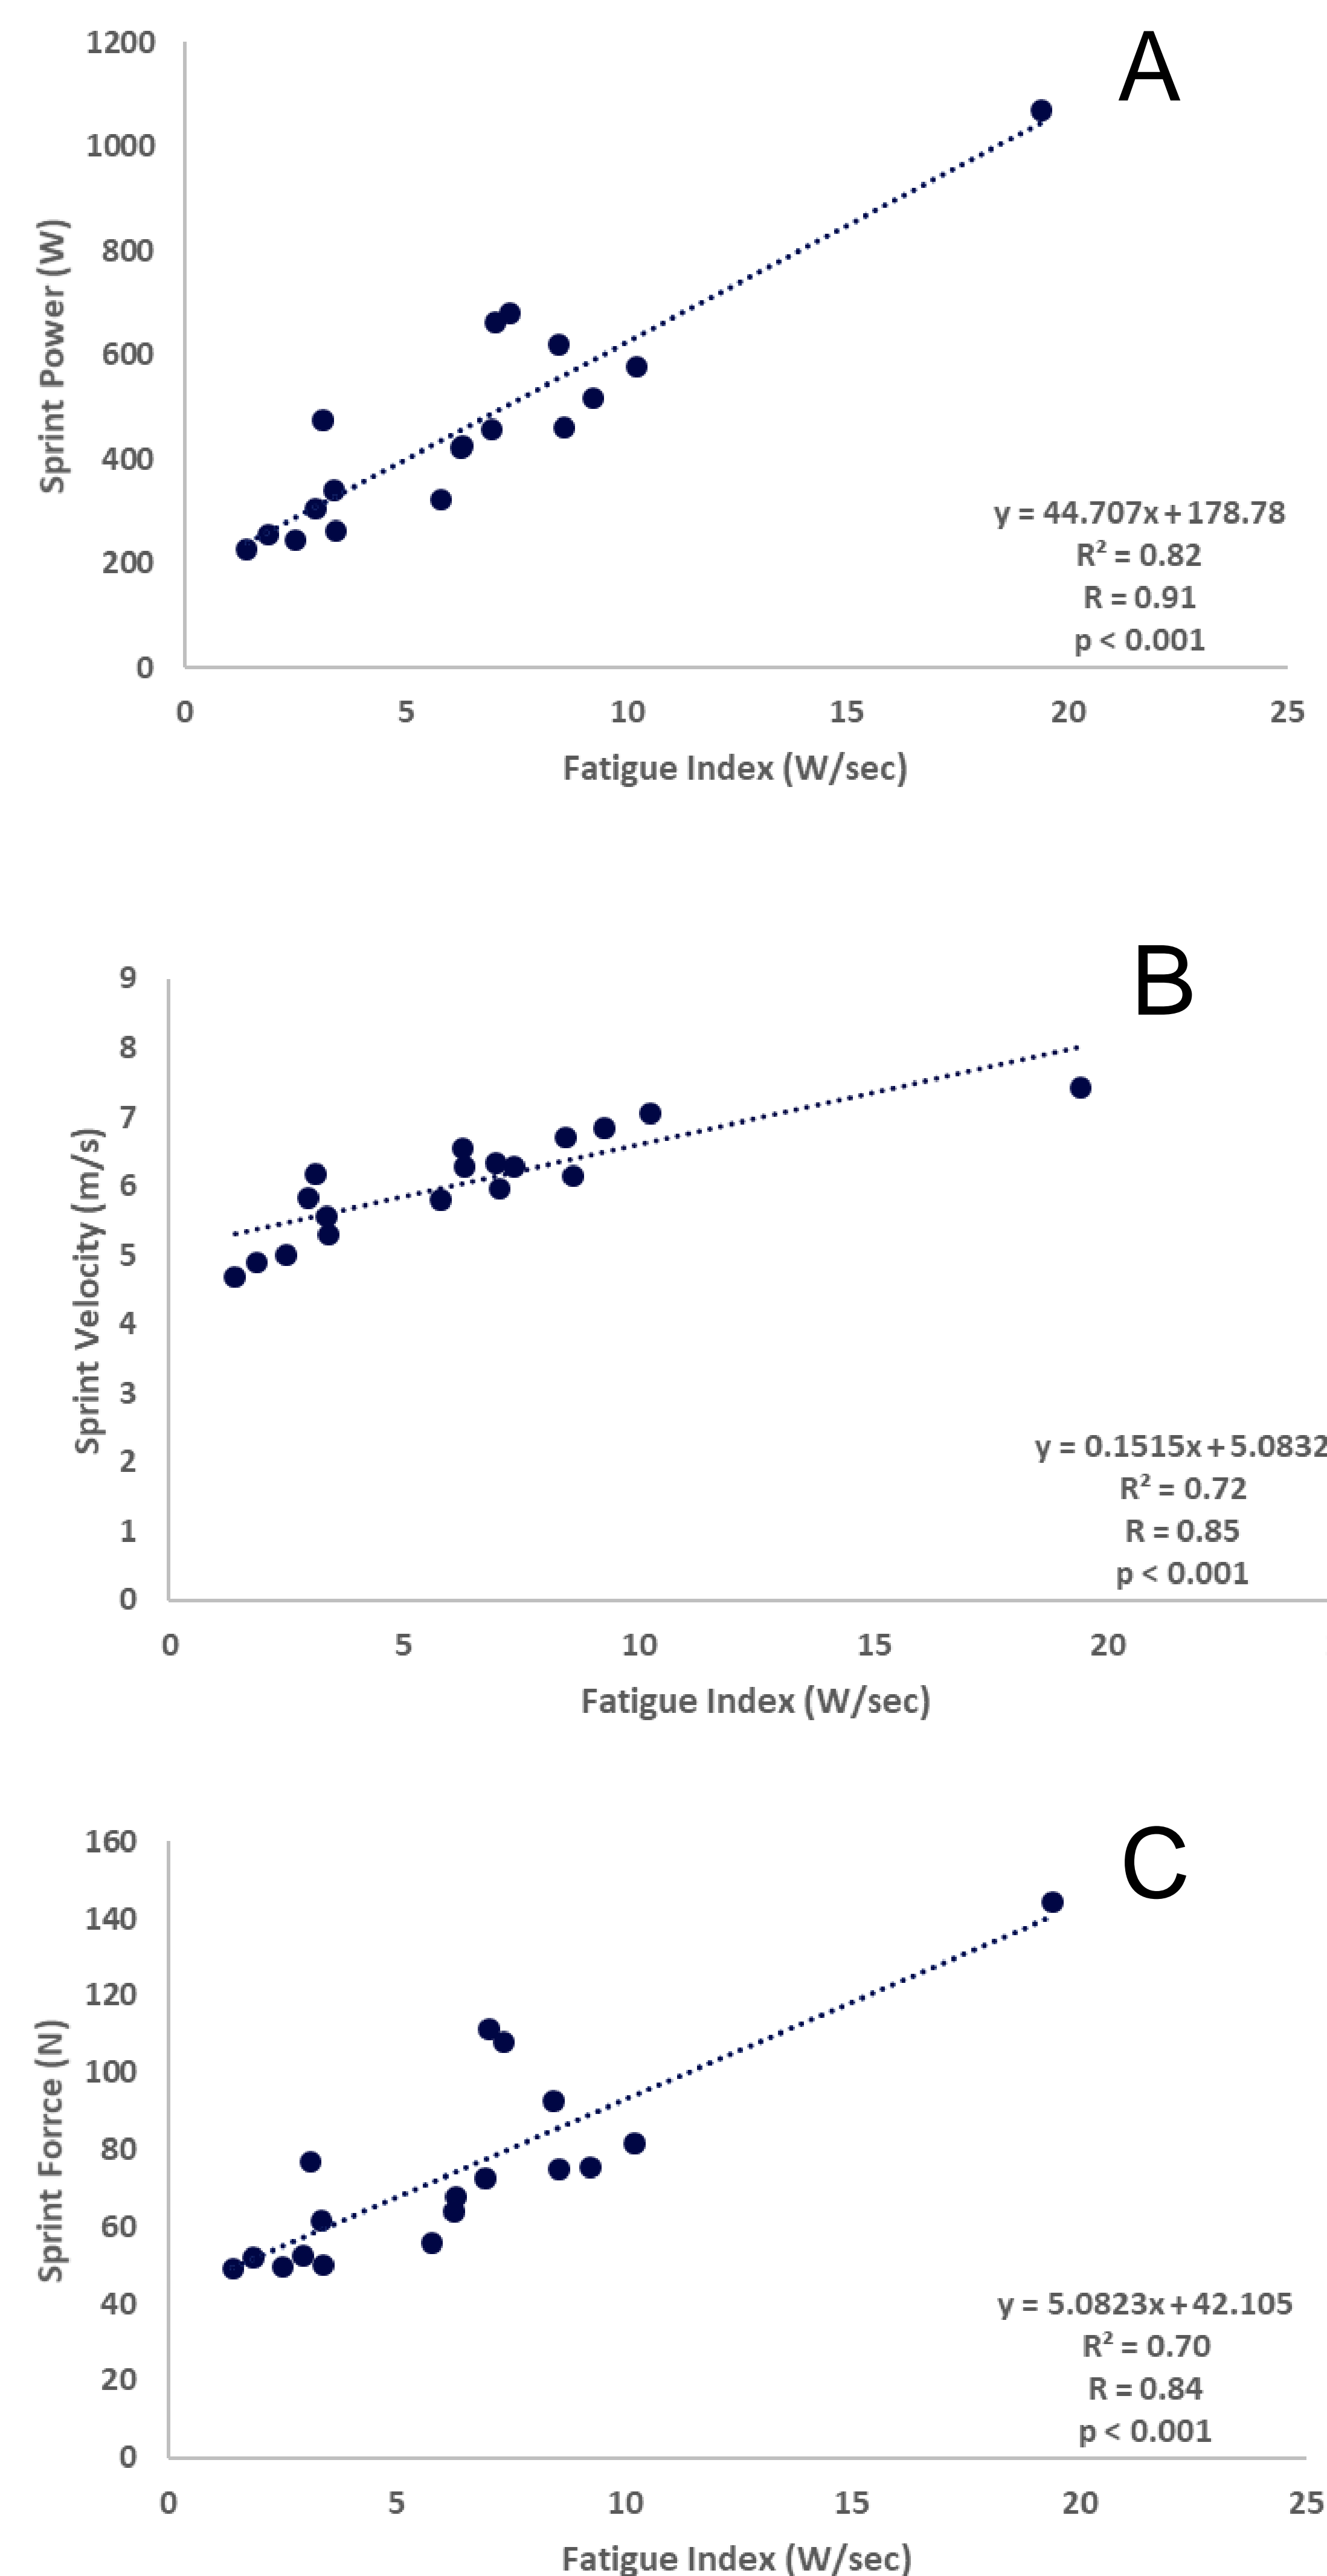 A
1200
1000
800
600
400
200
0
Sprint Power (W)
y = 44.707x + 178.78
R² = 0.82
R = 0.91
p < 0.001
0 5 10 15 20 25
Fatigue Index (W/sec)
B
9
8
7
6
5
4
3
2
1
0
Sprint Velocity (m/s)
y = 0.1515x + 5.0832
R² = 0.72
R = 0.85
p < 0.001
0 5 10 15 20
Fatigue Index (W/sec)
C
160
140
120
100
80
60
40
20
0
Sprint Forrce (N)
y = 5.0823x + 42.105
R² = 0.70
R = 0.84
p < 0.001
0 5 10 15 20 25
Fatigue Index (W/sec)